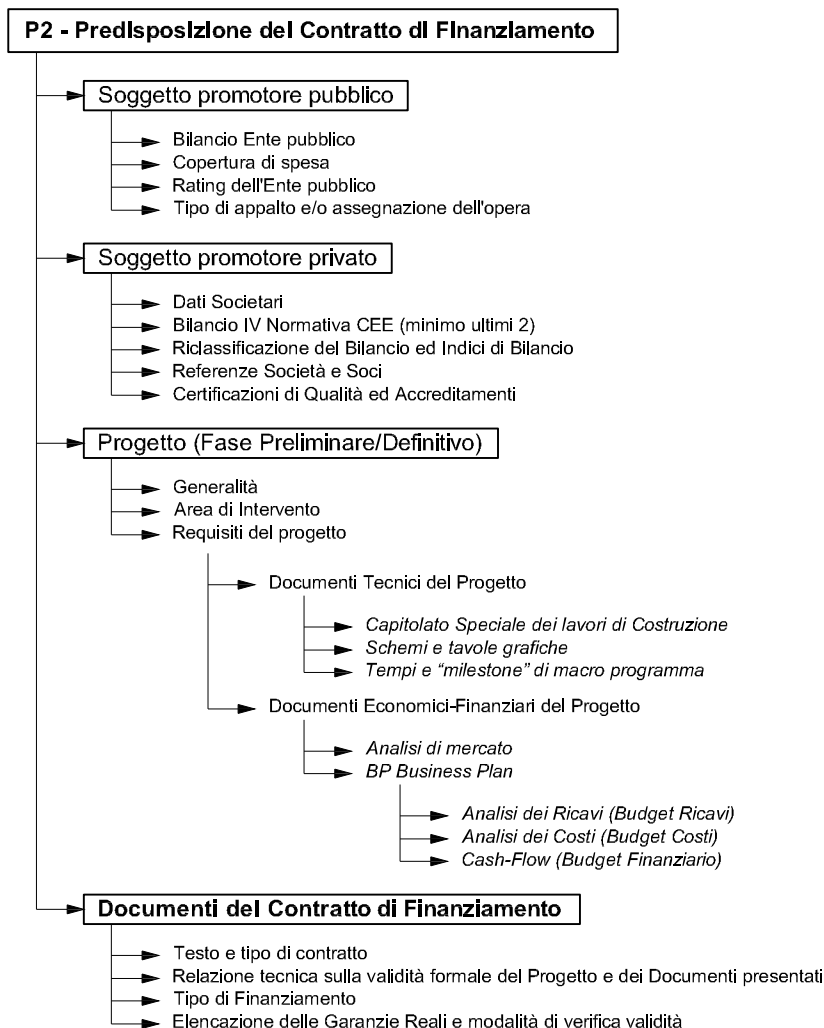 P2 - Predisposizione del Contratto di Finanziamento
Soggetto promotore pubblico
Bilancio Ente pubblico
Copertura di spesa
Rating dell'Ente pubblico
Tipo di appalto e/o assegnazione dell'opera
Soggetto promotore privato
Dati Societari
Bilancio IV Normativa CEE (minimo ultimi 2)
Riclassificazione del Bilancio ed Indici di Bilancio
Referenze Società e Soci
Certificazioni di Qualità ed Accreditamenti
Progetto (Fase Preliminare/Definitivo)
Generalità
Area di Intervento
Requisiti del progetto
Documenti Tecnici del Progetto
Capitolato Speciale dei lavori di Costruzione
Schemi e tavole grafiche
Tempi e “milestone” di macro programma
Documenti Economici-Finanziari del Progetto
Analisi di mercato
BP Business Plan
Analisi dei Ricavi (Budget Ricavi)
Analisi dei Costi (Budget Costi)
Cash-Flow (Budget Finanziario)
Documenti del Contratto di Finanziamento
Testo e tipo di contratto
Relazione tecnica sulla validità formale del Progetto e dei Documenti presentati
Tipo di Finanziamento
Elencazione delle Garanzie Reali e modalità di verifica validità